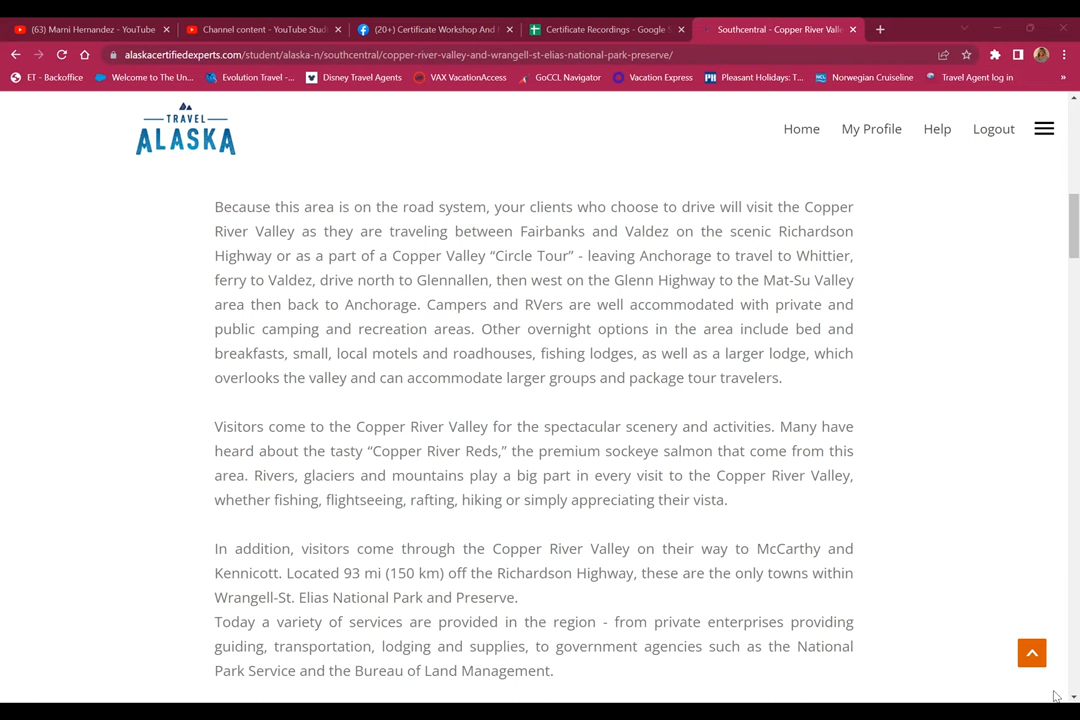 (63) Marni Hernandez - YouTube
Channel content - YouTube Studi
(20+) Certificate Workshop And M
Certificate Recordings - Google S
Southcentral - Copper River Valle
alaskacertifiedexperts.com/student/alaska-n/southcentral/copper-river-valley-and-wrangell-st-elias-national-park-preserve/
ET - Backoffice
Welcome to The Un...
Evolution Travel -...
Disney Travel Agents
VAX VacationAccess
GoCCL Navigator
Vacation Express
Pleasant Holidays: T...
Norwegian Cruiseline
Travel Agent log in
TRAVEL
ALASKA
Home
My Profile
Help
Logout
Because this area is on the road system, your clients who choose to drive will visit the Copper
River Valley as they are traveling between Fairbanks and Valdez on the scenic Richardson
Highway or as a part of a Copper Valley “Circle Tour” - leaving Anchorage to travel to Whittier,
ferry to Valdez, drive north to Glennallen, then west on the Glenn Highway to the Mat-Su Valley
area then back to Anchorage. Campers and RVers are well accommodated with private and
public camping and recreation areas. Other overnight options in the area include bed and
breakfasts, small, local motels and roadhouses, fishing lodges, as well as a larger lodge, which
overlooks the valley and can accommodate larger groups and package tour travelers.
Visitors come to the Copper River Valley for the spectacular scenery and activities. Many have
heard about the tasty “Copper River Reds,” the premium sockeye salmon that come from this
area. Rivers, glaciers and mountains play a big part in every visit to the Copper River Valley,
whether fishing, flightseeing, rafting, hiking or simply appreciating their vista.
In addition, visitors come through the Copper River Valley on their way to McCarthy and
Kennicott. Located 93 mi (150 km) off the Richardson Highway, these are the only towns within
Wrangell-St. Elias National Park and Preserve.
Today a variety of services are provided in the region - from private enterprises providing
guiding, transportation, lodging and supplies, to government agencies such as the National
Park Service and the Bureau of Land Management.